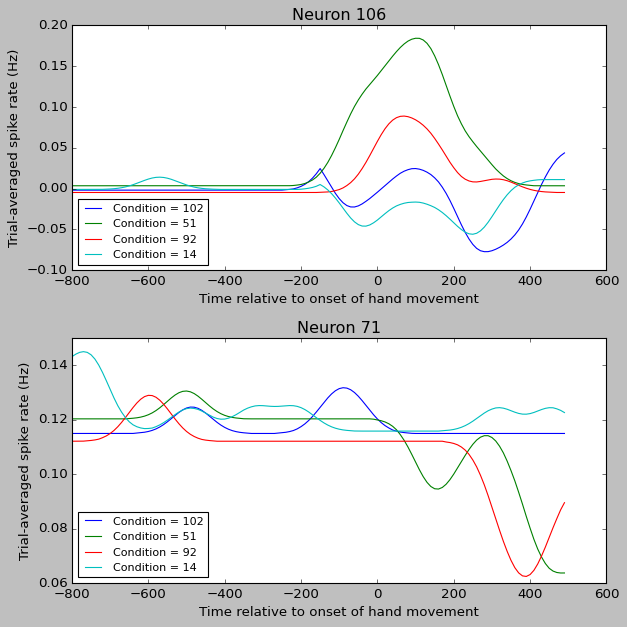 Neuron 106
Trial-averaged spike rate (Hz)
0.20
0.15
0.10
0.05
0.00
−0.05
−0.10
Condition = 102
Condition = 51
Condition = 92
Condition = 14
−800 −600 −400 −200 0 200 400 600
Time relative to onset of hand movement
Neuron 71
Trial-averaged spike rate (Hz)
0.14
0.12
0.10
0.08
0.06
Condition = 102
Condition = 51
Condition = 92
Condition = 14
−800 −600 −400 −200 0 200 400 600
Time relative to onset of hand movement